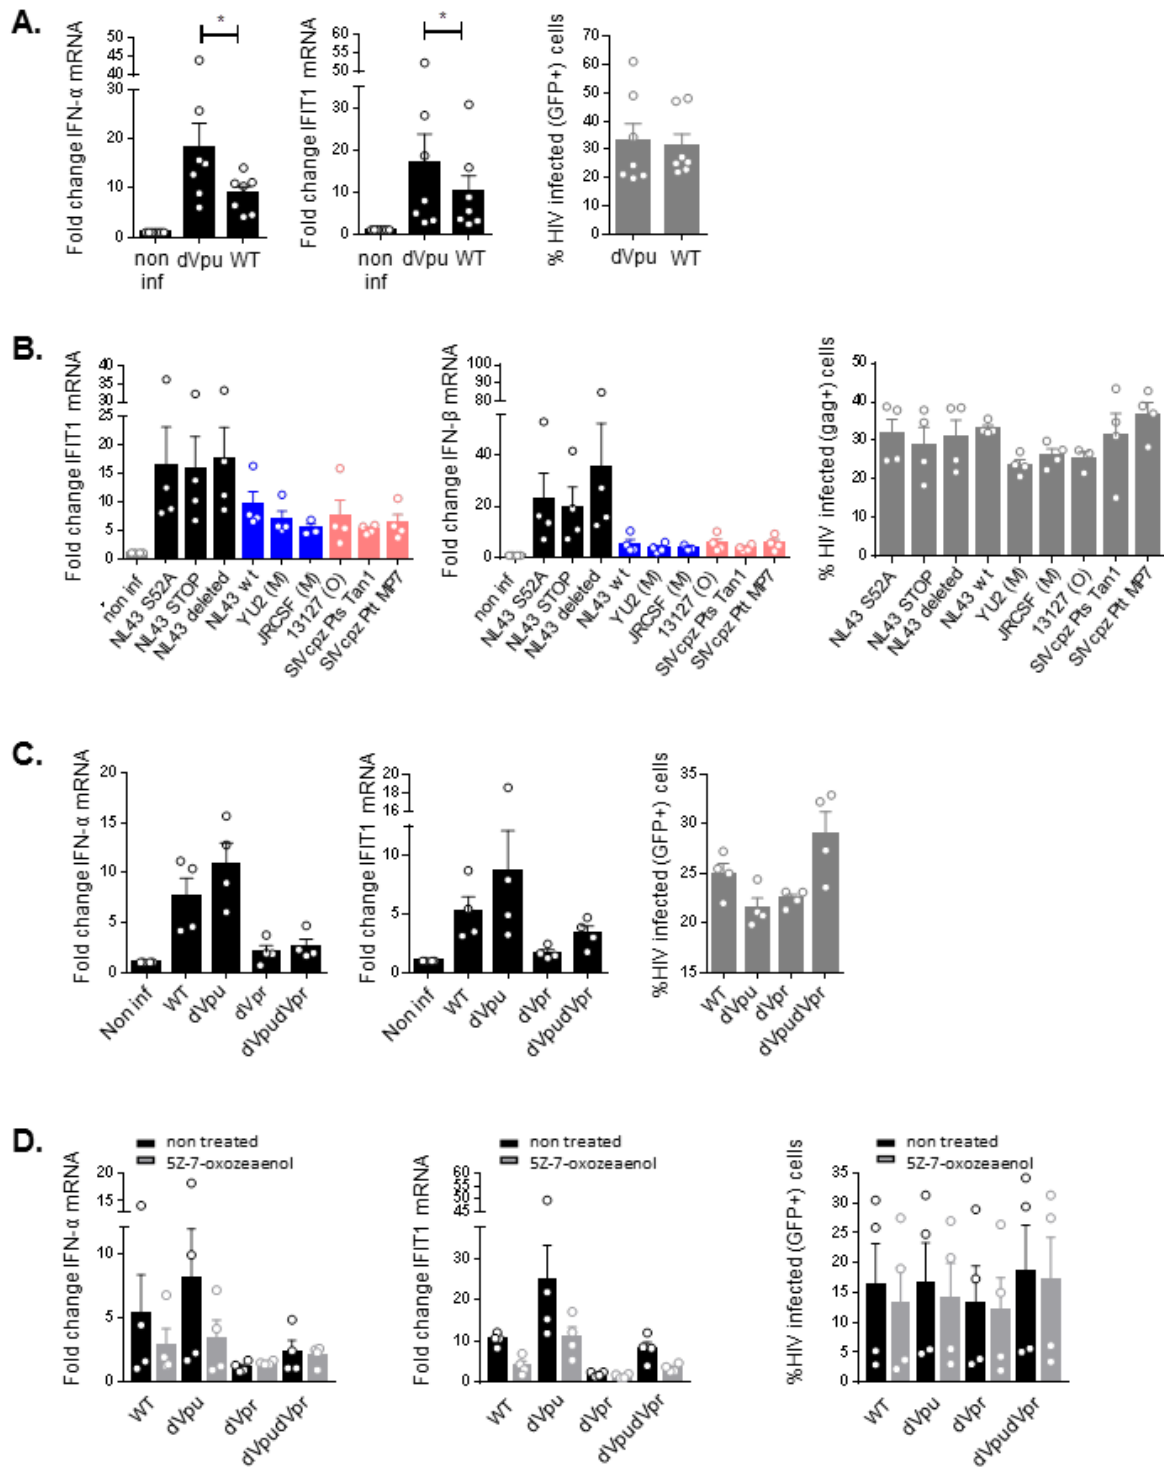 A.
Fold change IFN-α mRNA
50
45
40
30
20
10
0
*
non inf
dVpu
WT
Fold change IFIT1 mRNA
60
55
50
30
20
10
0
*
non inf
dVpu
WT
% HIV infected (GFP+) cells
70
60
50
40
30
20
10
0
dVpu
WT
B.
Fold change IFIT1 mRNA
40
35
30
25
20
15
10
5
0
non inf
NL43 S52A
NL43 STOP
NL43 deleted
NL43 wt
YU2 (M)
JRCSF (M)
13127 (O)
SIVcpz Pts Tan1
SIVcpz Ptt MP7
Fold change IFN-β mRNA
100
80
40
20
0
non inf
NL43 S52A
NL43 STOP
NL43 deleted
NL43 wt
YU2 (M)
JRCSF (M)
13127 (O)
SIVcpz Pts Tan1
SIVcpz Ptt MP7
% HIV infected (gag+) cells
50
40
30
20
10
0
NL43 S52A
NL43 STOP
NL43 deleted
NL43 wt
YU2 (M)
JRCSF (M)
13127 (O)
SIVcpz Pts Tan1
SIVcpz Ptt MP7
C.
Fold change IFN-α mRNA
20
15
10
5
0
Non inf
WT
dVpu
dVpr
dVpudVpr
Fold change IFIT1 mRNA
20
18
16
14
12
10
5
0
Non inf
WT
dVpu
dVpr
dVpudVpr
%HIV infected (GFP+) cells
35
30
25
20
15
WT
dVpu
dVpr
dVpudVpr
D.
non treated
5Z-7-oxozeaenol
Fold change IFN-α mRNA
20
15
10
5
0
WT
dVpu
dVpr
dVpudVpr
non treated
5Z-7-oxozeaenol
Fold change IFIT1 mRNA
60
55
50
45
30
20
10
0
WT
dVpu
dVpr
dVpudVpr
non treated
5Z-7-oxozeaenol
%HIV infected (GFP+) cells
35
30
25
20
15
10
5
0
WT
dVpu
dVpr
dVpudVpr